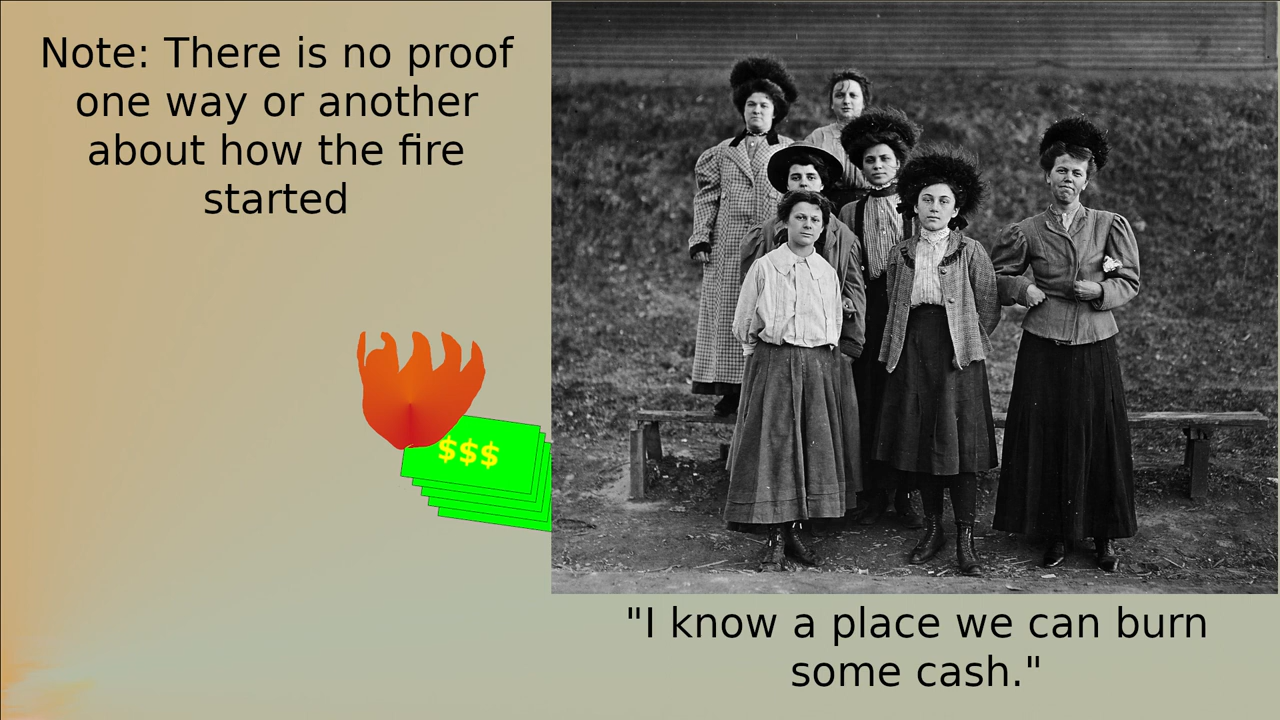 Note: There is no proof
one way or another
about how the fire
started
$$$
"I know a place we can burn
some cash."